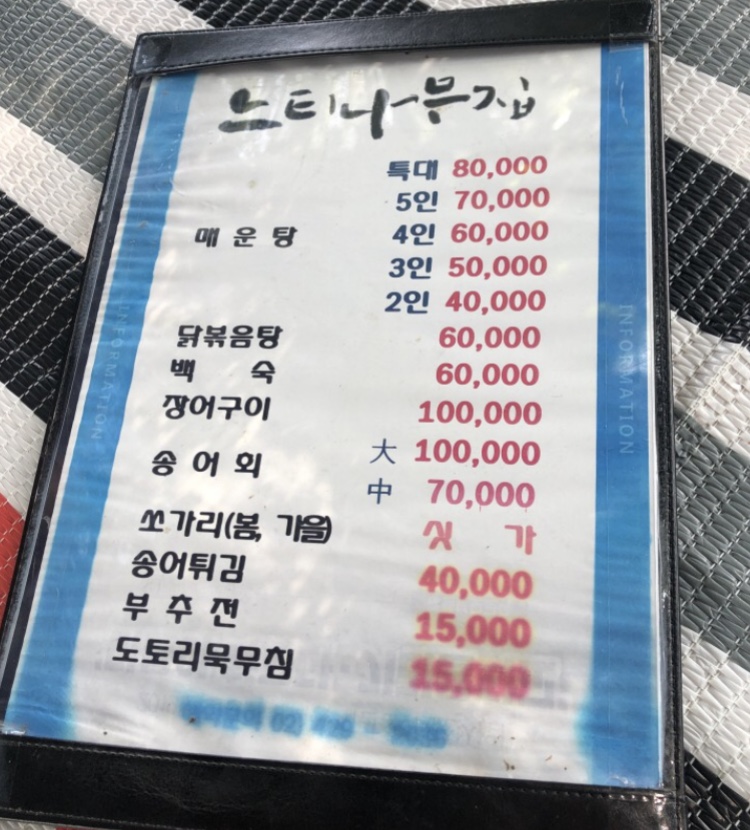 느티나무집
특대 80,000
5인 70,000
매운탕 4인 60,000
3인 50,000
2인 40,000
닭볶음탕 60,000
백 숙 60,000
장어구이 100,000
송어회 大 100,000
中 70,000
쏘가리(봄, 가을) 싯 가
송어튀김 40,000
부추전 15,000
도토리묵무침 15,000
INFORMATION
INFORMATION